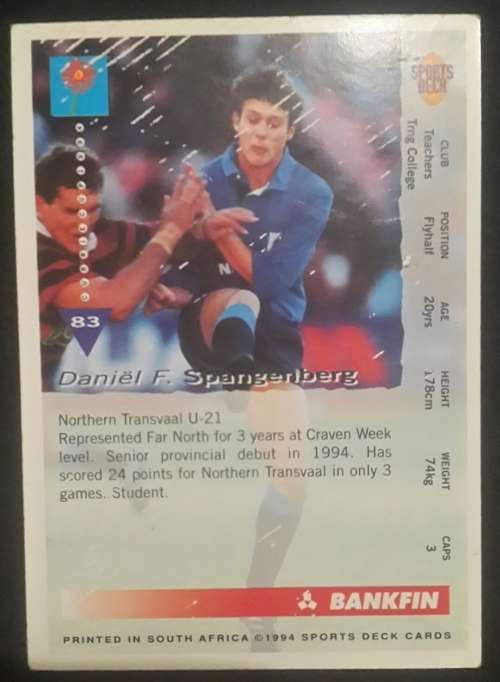 SPORTS
DECK
CLUB
Teachers
Trng College
POSITION
Flyhalf
AGE
20yrs
HEIGHT
178cm
WEIGHT
74kg
CAPS
3
83
Daniël F. Spangenberg
Northern Transvaal U-21
Represented Far North for 3 years at Craven Week
level. Senior provincial debut in 1994. Has
scored 24 points for Northern Transvaal in only 3
games. Student.
BANKFIN
PRINTED IN SOUTH AFRICA ©1994 SPORTS DECK CARDS